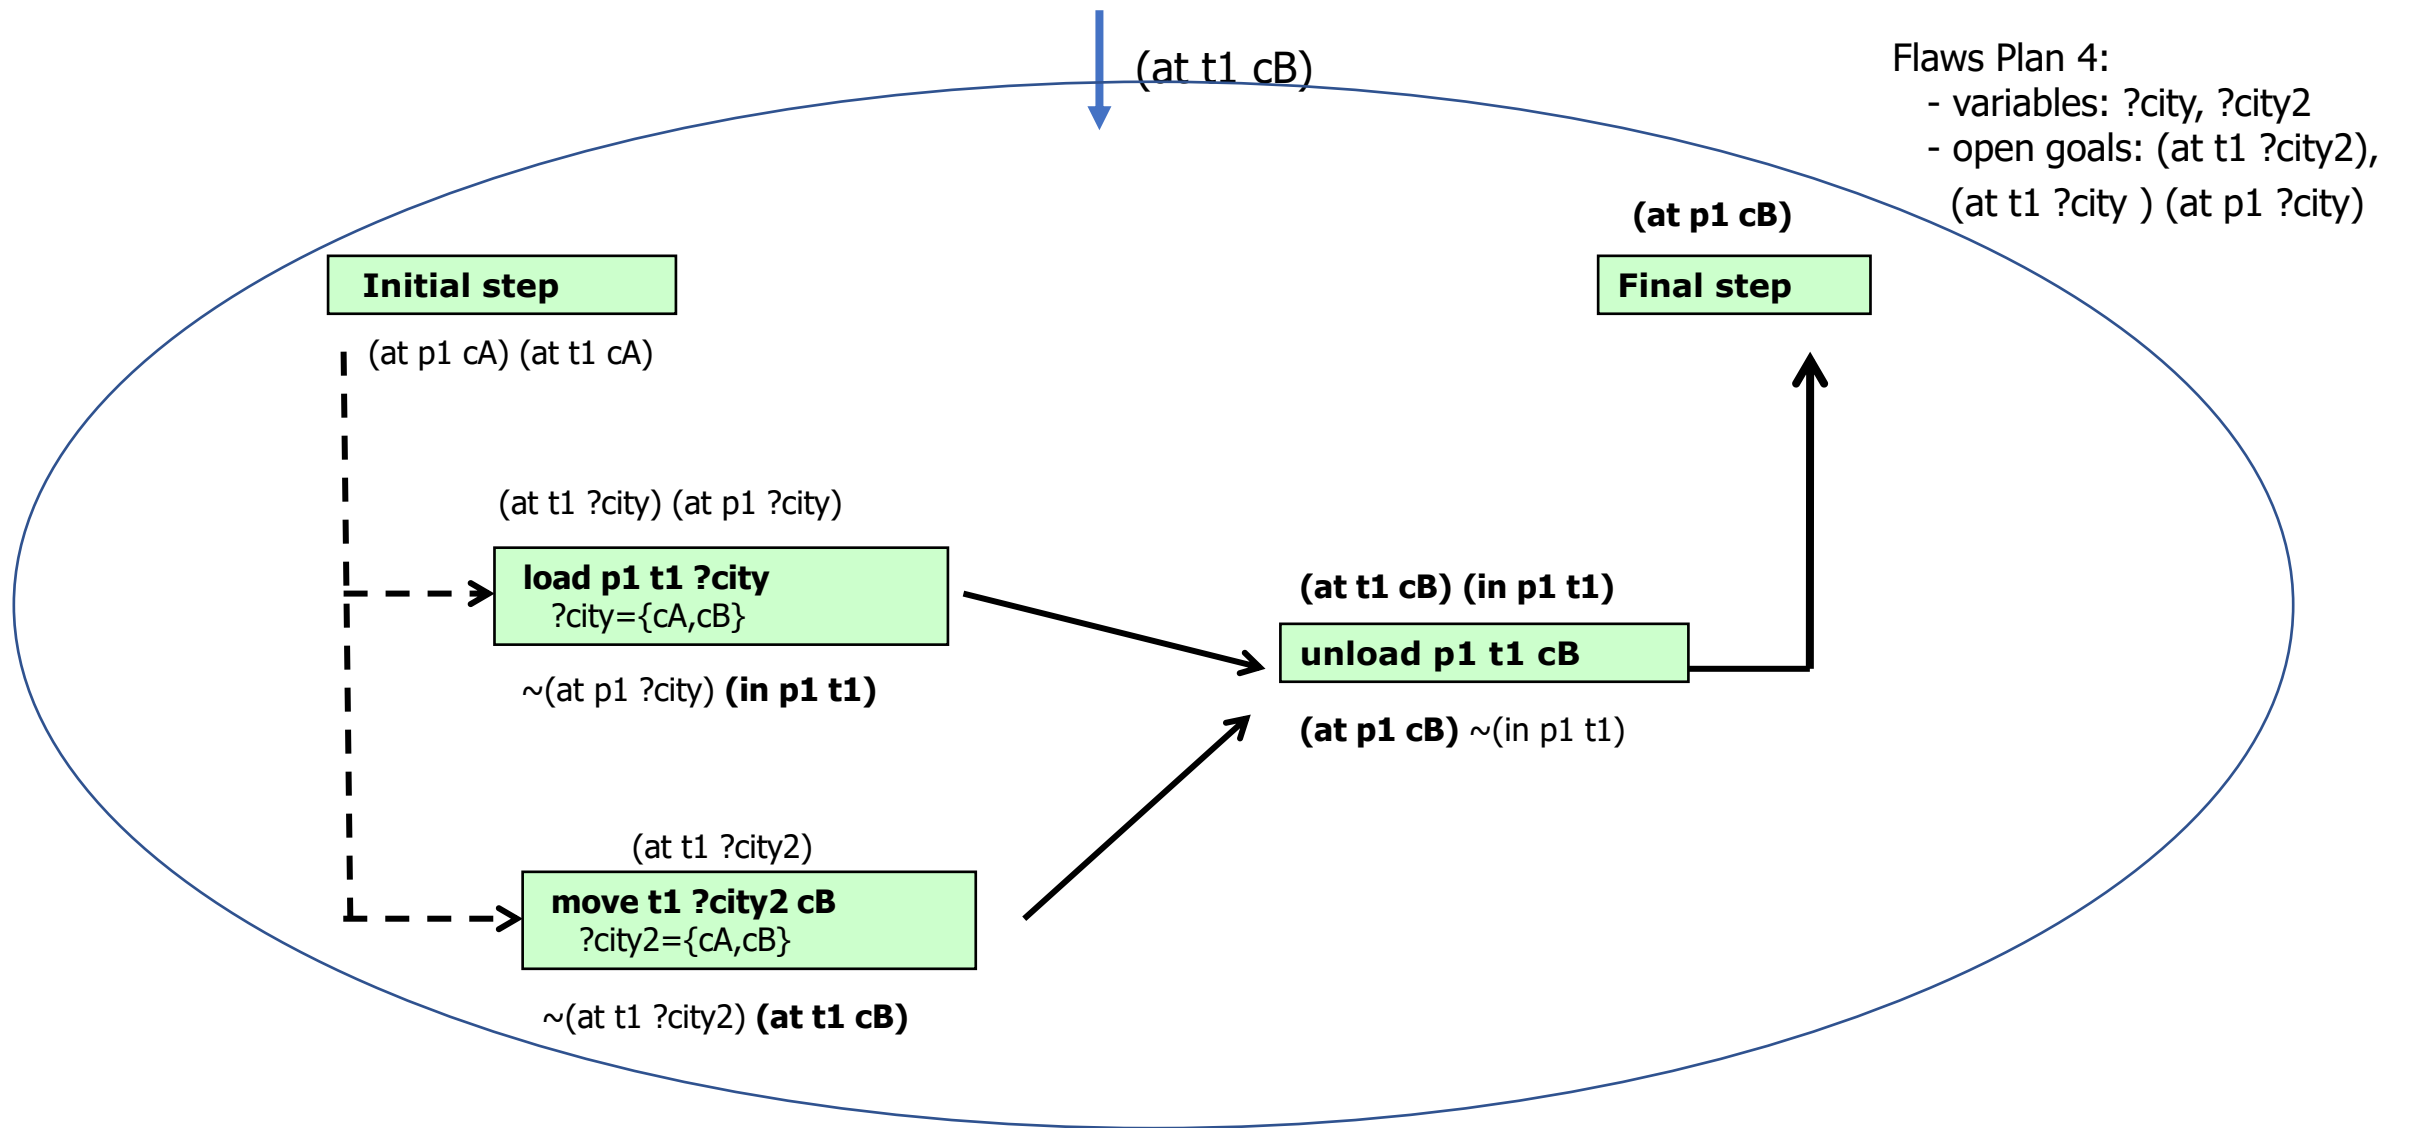 (at t1 cB)
Flaws Plan 4:
- variables: ?city, ?city2
- open goals: (at t1 ?city2),
(at t1 ?city ) (at p1 ?city)
(at p1 cB)
Initial step
Final step
(at p1 cA) (at t1 cA)
(at t1 ?city) (at p1 ?city)
load p1 t1 ?city
?city={cA,cB}
~(at p1 ?city) (in p1 t1)
(at t1 cB) (in p1 t1)
unload p1 t1 cB
(at p1 cB) ~(in p1 t1)
(at t1 ?city2)
move t1 ?city2 cB
?city2={cA,cB}
~(at t1 ?city2) (at t1 cB)